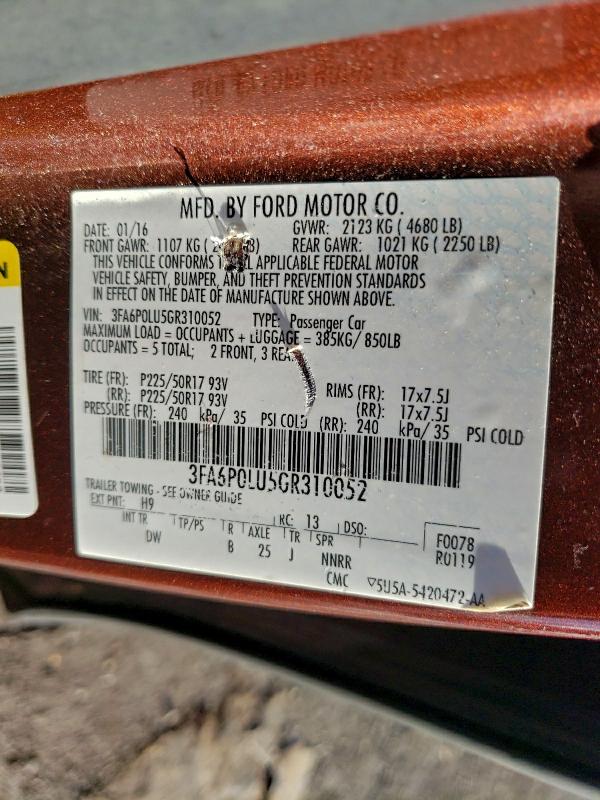 MFD. BY FORD MOTOR CO.
DATE: 01/16 GVWR: 2123 KG (4680 LB)
FRONT GAWR: 1107 KG ( B) REAR GAWR: 1021 KG (2250 LB)
THIS VEHICLE CONFORMS L APPLICABLE FEDERAL MOTOR
VEHICLE SAFETY, BUMPER, AND THEFT PREVENTION STANDARDS
IN EFFECT ON THE DATE OF MANUFACTURE SHOWN ABOVE.
VIN: 3FA6P0LU5GR310052 TYPE: Passenger Car
MAXIMUM LOAD = OCCUPANTS + LUGGAGE = 385KG/ 850LB
OCCUPANTS = 5 TOTAL; 2 FRONT, 3 REA
TIRE (FR): P225/50R17 93V RIMS (FR): 17x7.5J
(RR): P225/50R17 93V (RR): 17x7.5J
PRESSURE (FR): 240 kPa/ 35 PSI COLD (RR): 240 kPa/ 35 PSI COLD
3FA6P0LU5GR310052
TRAILER TOWING - SEE OWNER GUIDE
EXT PNT: H9 RC: 13 DSO:
INT TR TP/PS R AXLE TR SPR F0078
DW B 25 J NNRR R0119
CMC ▽5U5A-5420472-AA
N